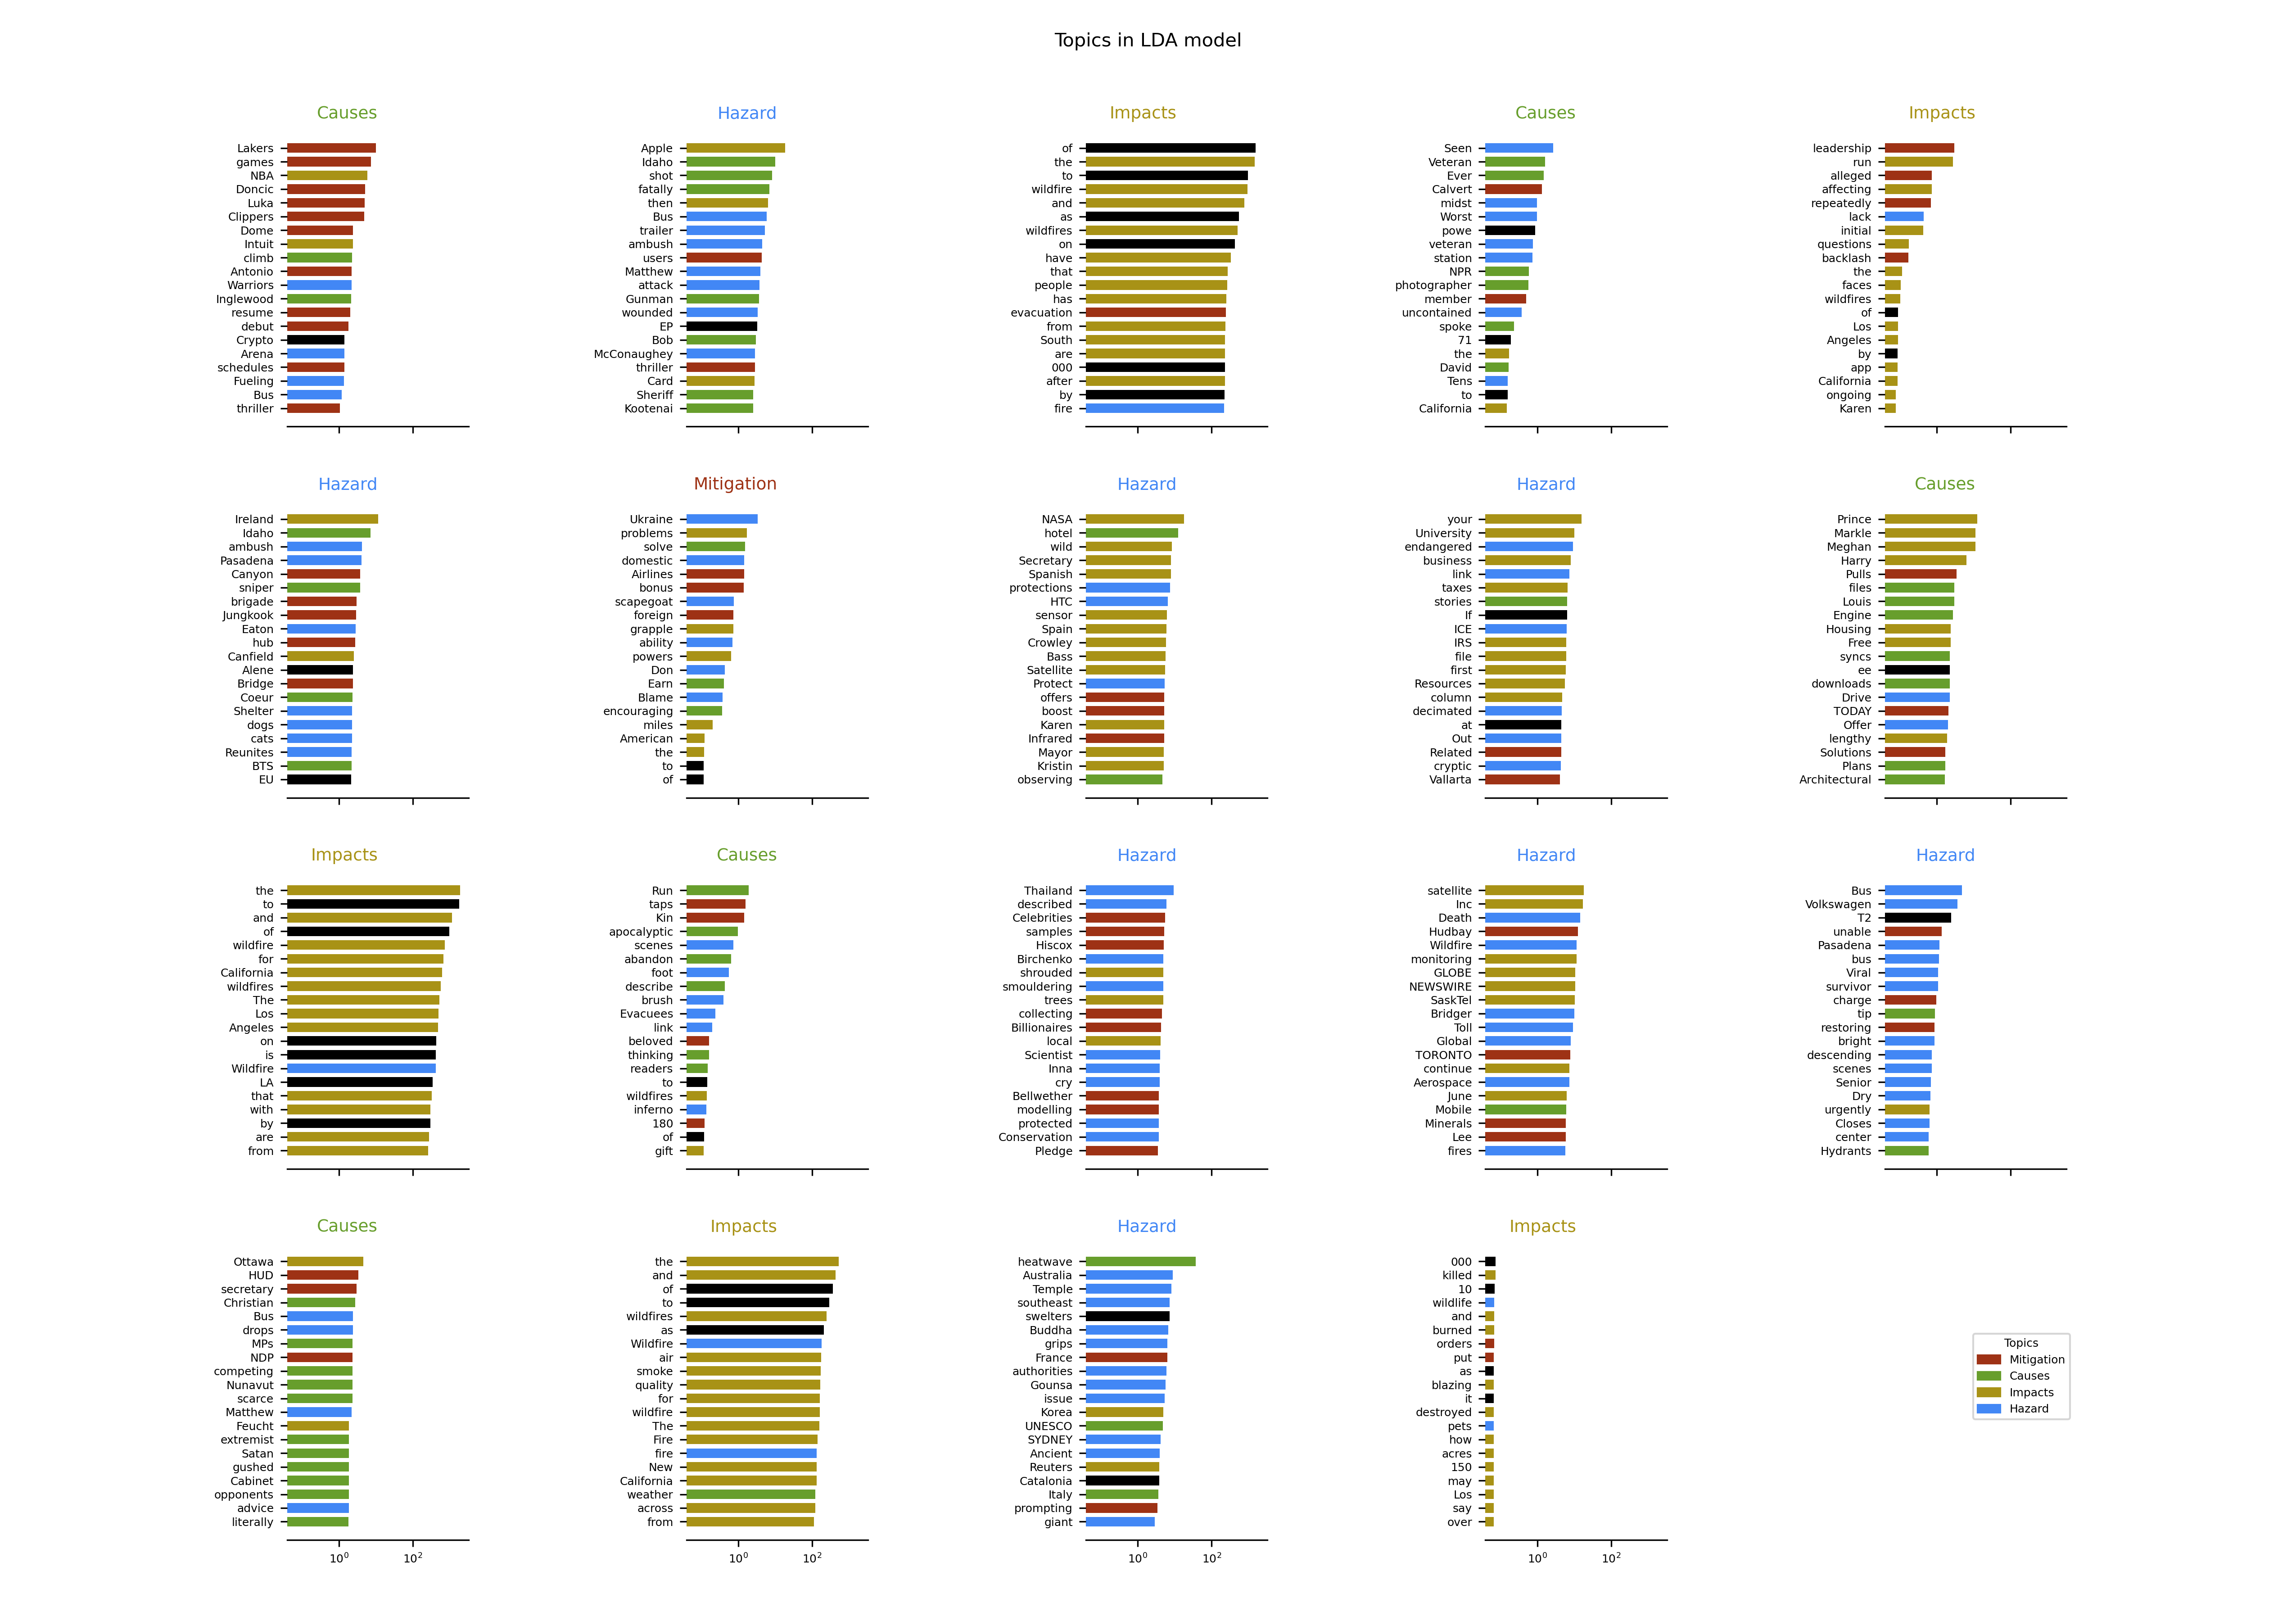 Topics in LDA model
Causes
Lakers
games
NBA
Doncic
Luka
Clippers
Dome
Intuit
climb
Antonio
Warriors
Inglewood
resume
debut
Crypto
Arena
schedules
Fueling
Bus
thriller
Hazard
Apple
Idaho
shot
fatally
then
Bus
trailer
ambush
users
Matthew
attack
Gunman
wounded
EP
Bob
McConaughey
thriller
Card
Sheriff
Kootenai
Impacts
of
the
to
wildfire
and
as
wildfires
on
have
that
people
has
evacuation
from
South
are
000
after
by
fire
Causes
Seen
Veteran
Ever
Calvert
midst
Worst
powe
veteran
station
NPR
photographer
member
uncontained
spoke
71
the
David
Tens
to
California
Impacts
leadership
run
alleged
affecting
repeatedly
lack
initial
questions
backlash
the
faces
wildfires
of
Los
Angeles
by
app
California
ongoing
Karen
Hazard
Ireland
Idaho
ambush
Pasadena
Canyon
sniper
brigade
Jungkook
Eaton
hub
Canfield
Alene
Bridge
Coeur
Shelter
dogs
cats
Reunites
BTS
EU
Mitigation
Ukraine
problems
solve
domestic
Airlines
bonus
scapegoat
foreign
grapple
ability
powers
Don
Earn
Blame
encouraging
miles
American
the
to
of
Hazard
NASA
hotel
wild
Secretary
Spanish
protections
HTC
sensor
Spain
Crowley
Bass
Satellite
Protect
offers
boost
Karen
Infrared
Mayor
Kristin
observing
Hazard
your
University
endangered
business
link
taxes
stories
If
ICE
IRS
file
first
Resources
column
decimated
at
Out
Related
cryptic
Vallarta
Causes
Prince
Markle
Meghan
Harry
Pulls
files
Louis
Engine
Housing
Free
syncs
ee
downloads
Drive
TODAY
Offer
lengthy
Solutions
Plans
Architectural
Impacts
the
to
and
of
wildfire
for
California
wildfires
The
Los
Angeles
on
is
Wildfire
LA
that
with
by
are
from
Causes
Run
taps
Kin
apocalyptic
scenes
abandon
foot
describe
brush
Evacuees
link
beloved
thinking
readers
to
wildfires
inferno
180
of
gift
Hazard
Thailand
described
Celebrities
samples
Hiscox
Birchenko
shrouded
smouldering
trees
collecting
Billionaires
local
Scientist
Inna
cry
Bellwether
modelling
protected
Conservation
Pledge
Hazard
satellite
Inc
Death
Hudbay
Wildfire
monitoring
GLOBE
NEWSWIRE
SaskTel
Bridger
Toll
Global
TORONTO
continue
Aerospace
June
Mobile
Minerals
Lee
fires
Hazard
Bus
Volkswagen
T2
unable
Pasadena
bus
Viral
survivor
charge
tip
restoring
bright
descending
scenes
Senior
Dry
urgently
Closes
center
Hydrants
Causes
Ottawa
HUD
secretary
Christian
Bus
drops
MPs
NDP
competing
Nunavut
scarce
Matthew
Feucht
extremist
Satan
gushed
Cabinet
opponents
advice
literally
10⁰ 10²
Impacts
the
and
of
to
wildfires
as
Wildfire
air
smoke
quality
for
wildfire
The
Fire
fire
New
California
weather
across
from
10⁰ 10²
Hazard
heatwave
Australia
Temple
southeast
swelters
Buddha
grips
France
authorities
Gounsa
issue
Korea
UNESCO
SYDNEY
Ancient
Reuters
Catalonia
Italy
prompting
giant
10⁰ 10²
Impacts
000
killed
10
wildlife
and
burned
orders
put
as
blazing
it
destroyed
pets
how
acres
150
may
Los
say
over
10⁰ 10²
Topics
Mitigation
Causes
Impacts
Hazard